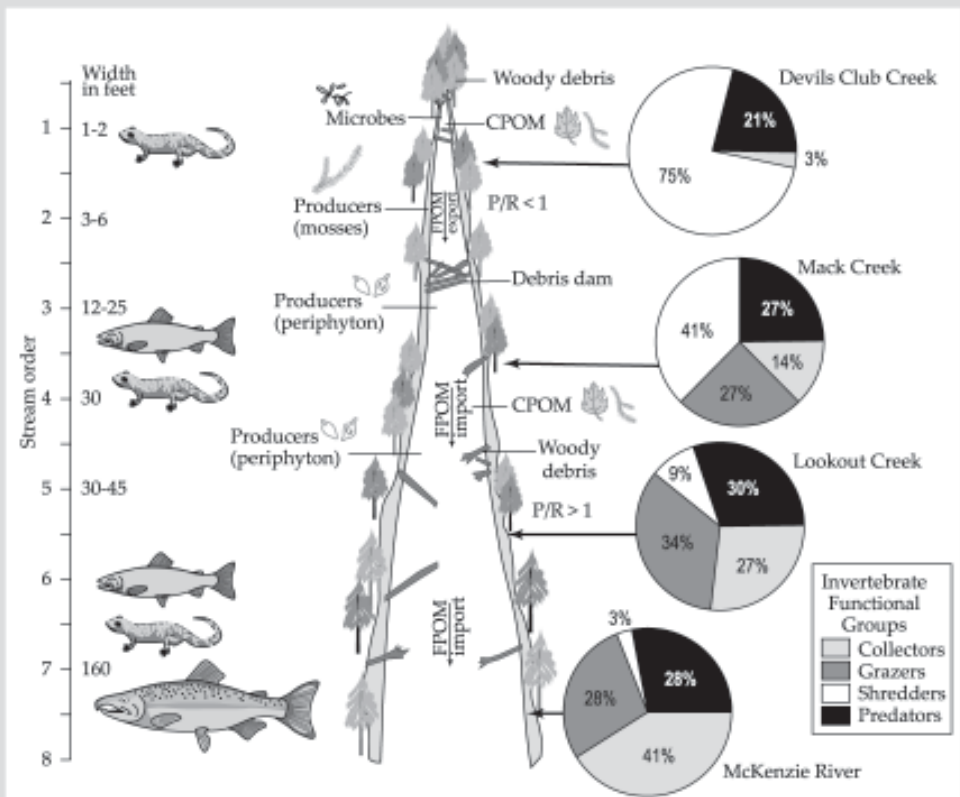 Width
in feet
Stream order
1
1-2
2
3-6
3
12-25
4
30
5
30-45
6
7
160
8
Woody debris
Microbes
CPOM
Producers
(mosses)
FPOM
export
P/R < 1
Debris dam
Producers
(periphyton)
FPOM
import
CPOM
Producers
(periphyton)
Woody
debris
P/R > 1
FPOM
import
Devils Club Creek
21%
3%
75%
Mack Creek
27%
41%
14%
27%
Lookout Creek
9%
30%
34%
27%
3%
28%
28%
41%
McKenzie River
Invertebrate
Functional
Groups
Collectors
Grazers
Shredders
Predators